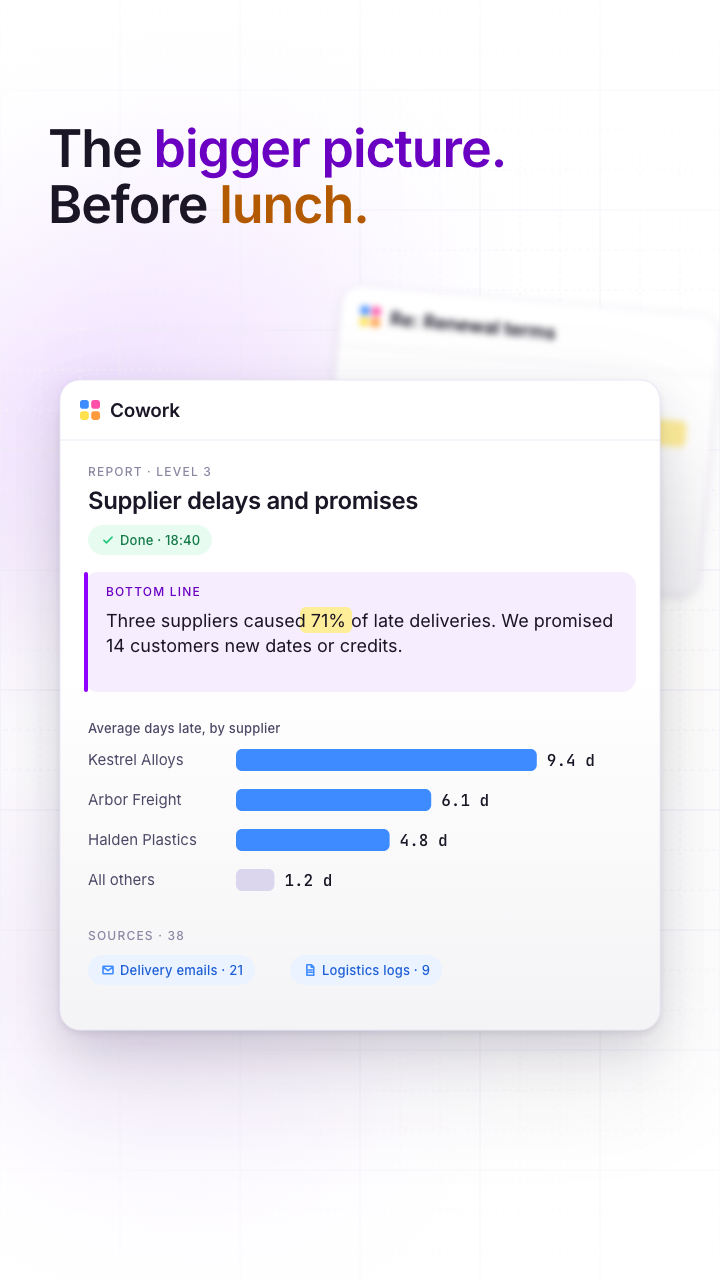 The bigger picture.
Before lunch.
Re: Renewal terms
Cowork
REPORT · LEVEL 3
Supplier delays and promises
Done · 18:40
BOTTOM LINE
Three suppliers caused 71% of late deliveries. We promised
14 customers new dates or credits.
Average days late, by supplier
Kestrel Alloys 9.4 d
Arbor Freight 6.1 d
Halden Plastics 4.8 d
All others 1.2 d
SOURCES · 38
Delivery emails · 21
Logistics logs · 9